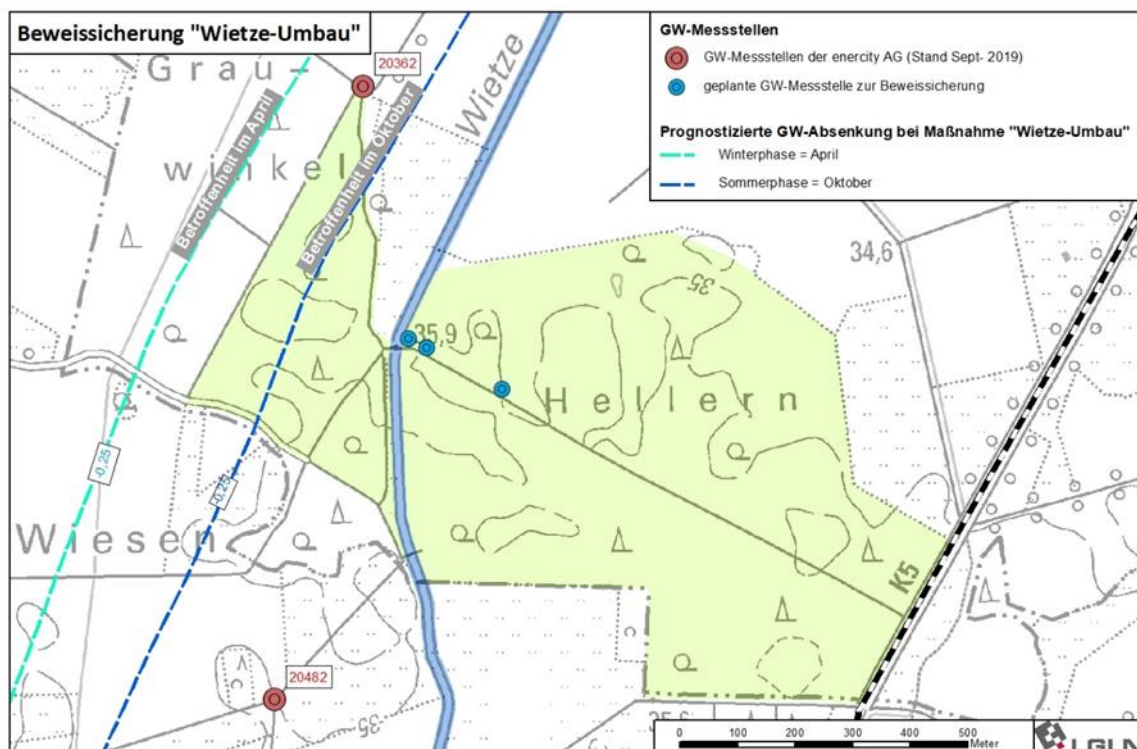 Beweissicherung "Wietze-Umbau"
GW-Messstellen
GW-Messstellen der enercity AG (Stand Sept- 2019)
geplante GW-Messstelle zur Beweissicherung
Prognostizierte GW-Absenkung bei Maßnahme "Wietze-Umbau"
Winterphase = April
Sommerphase = Oktober
Grau-
winkel
20362
Wietze
Betroffenheit im April
Betroffenheit im Oktober
34,6
35
35,9
Hellern
-0,25
-0,25
Wiesen
K5
20482
35
0 100 200 300 400 500
Meter
LGLN